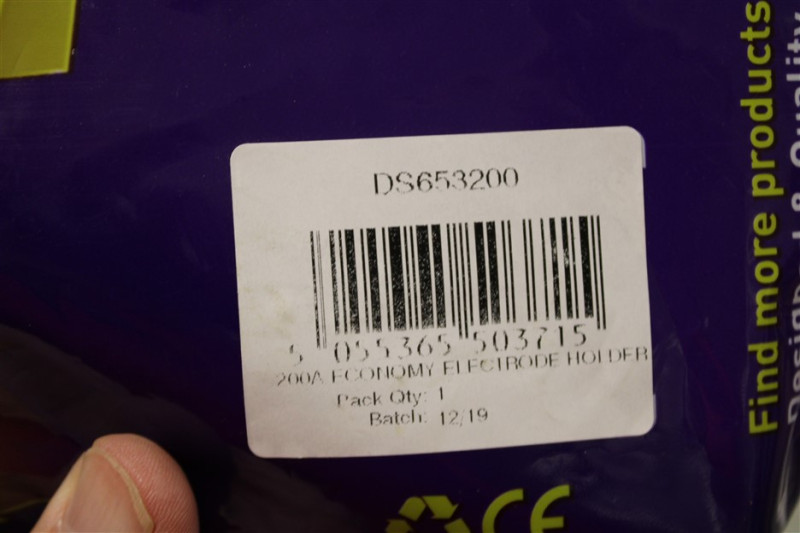 DS653200
5 055365 503715
200A ECONOMY ELECTRODE HOLDER
Pack Qty: 1
Batch: 12/19
CE
Find more products